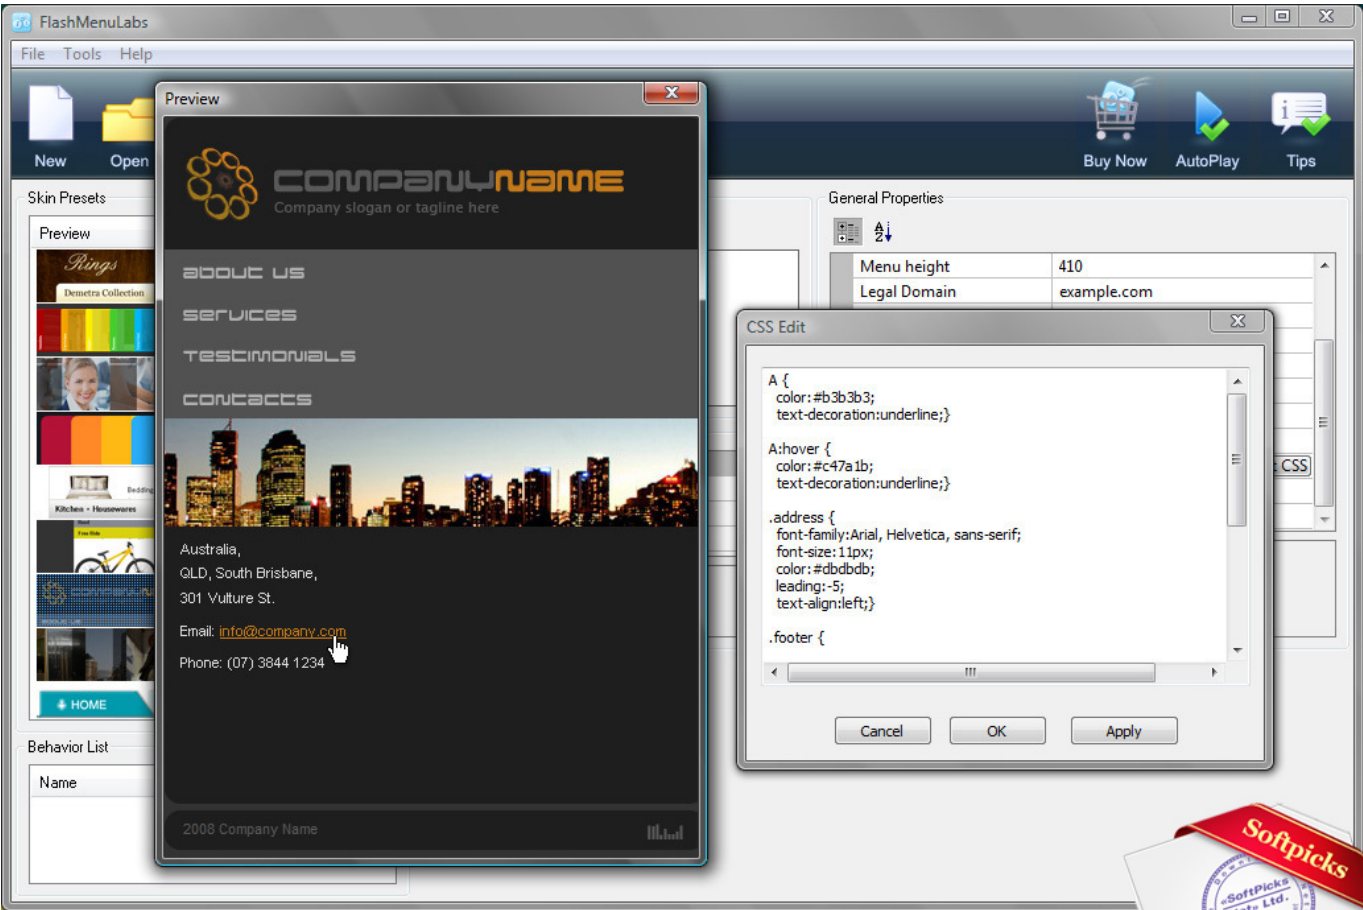 FlashMenuLabs
File Tools Help
New
Open
Buy Now
AutoPlay
Tips
Skin Presets
Preview
Rings
Demetra Collection
Bedding
Kitchen • Housewares
Free Ride
HOME
Behavior List
Name
Preview
COMPANYNAME
Company slogan or tagline here
ABOUT US
SERVICES
TESTIMONIALS
CONTACTS
Australia,
QLD, South Brisbane,
301 Vulture St.
Email: info@company.com
Phone: (07) 3844 1234
2008 Company Name
General Properties
Menu height 410
Legal Domain example.com
CSS
CSS Edit
A {
color:#b3b3b3;
text-decoration:underline;}
A:hover {
color:#c47a1b;
text-decoration:underline;}
.address {
font-family:Arial, Helvetica, sans-serif;
font-size:11px;
color:#dbdbdb;
leading:-5;
text-align:left;}
.footer {
Cancel
OK
Apply
Softpicks
«SoftPicks
Ltd.